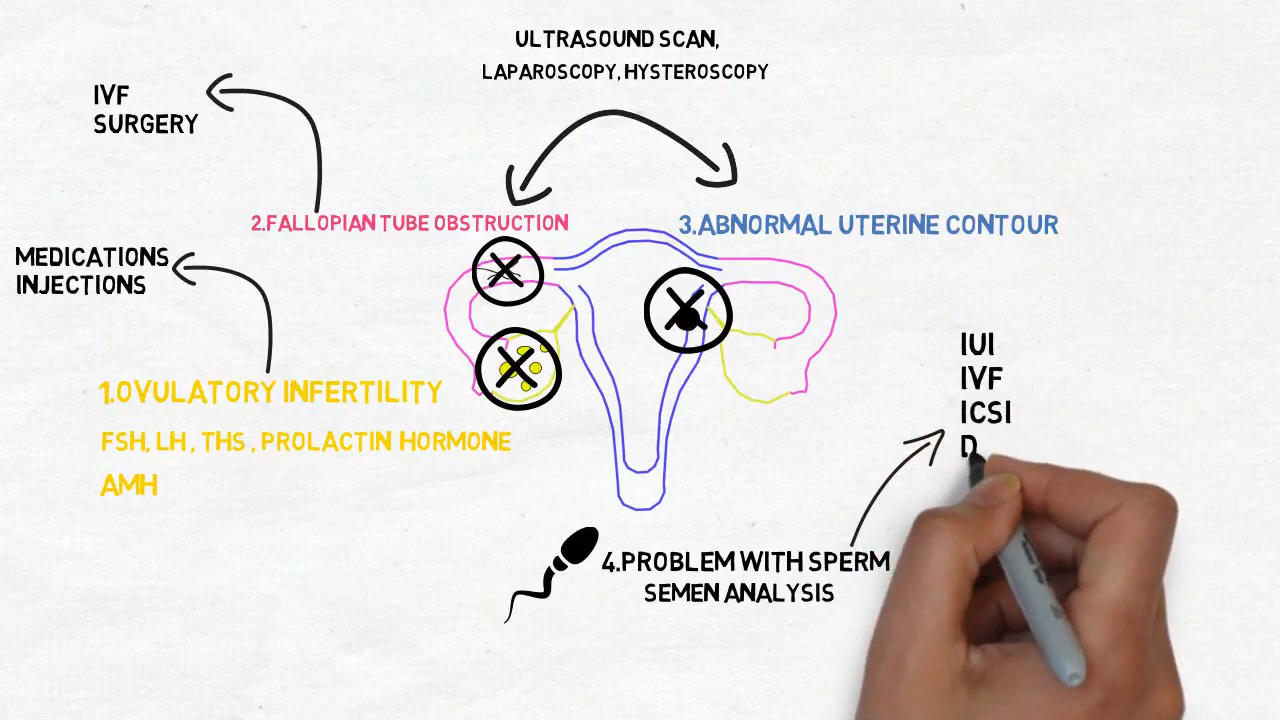 ULTRASOUND SCAN,
LAPAROSCOPY, HYSTEROSCOPY
IVF
SURGERY
2.FALLOPIAN TUBE OBSTRUCTION
3.ABNORMAL UTERINE CONTOUR
MEDICATIONS
INJECTIONS
1.OVULATORY INFERTILITY
FSH, LH , THS , PROLACTIN HORMONE
AMH
IUI
IVF
ICSI
D
4.PROBLEM WITH SPERM
SEMEN ANALYSIS